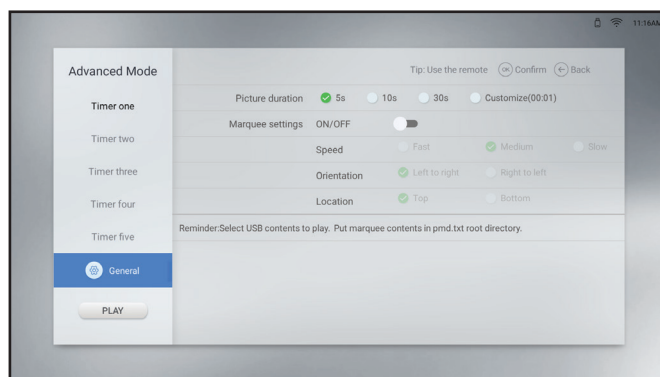 11:16AM
Advanced Mode
Tip: Use the remote OK Confirm Back
Timer one
Timer two
Timer three
Timer four
Timer five
General
PLAY
Picture duration 5s 10s 30s Customize(00:01)
Marquee settings ON/OFF
Speed Fast Medium Slow
Orientation Left to right Right to left
Location Top Bottom
Reminder:Select USB contents to play. Put marquee contents in pmd.txt root directory.